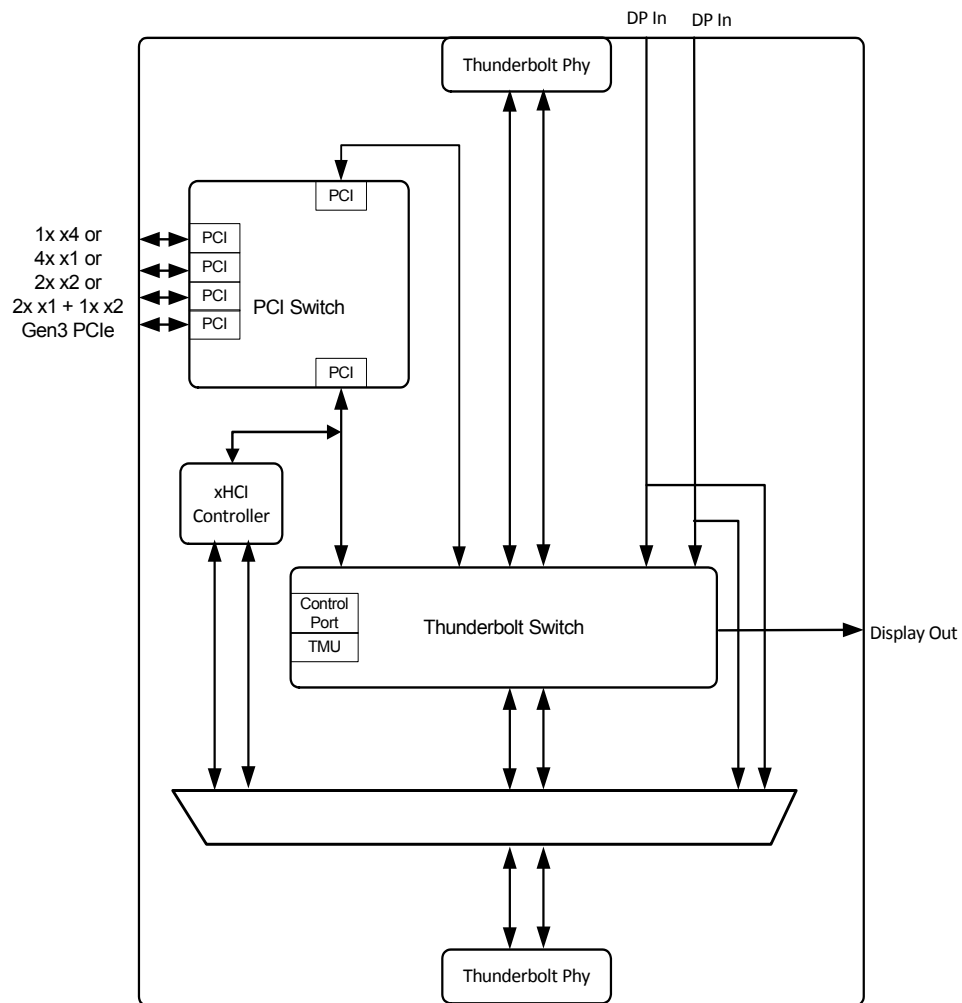 DP In
DP In
Thunderbolt Phy
PCI
1x x4 or
4x x1 or
2x x2 or
2x x1 + 1x x2
Gen3 PCIe
PCI
PCI
PCI
PCI
PCI Switch
PCI
xHCI
Controller
Control
Port
TMU
Thunderbolt Switch
Display Out
Thunderbolt Phy